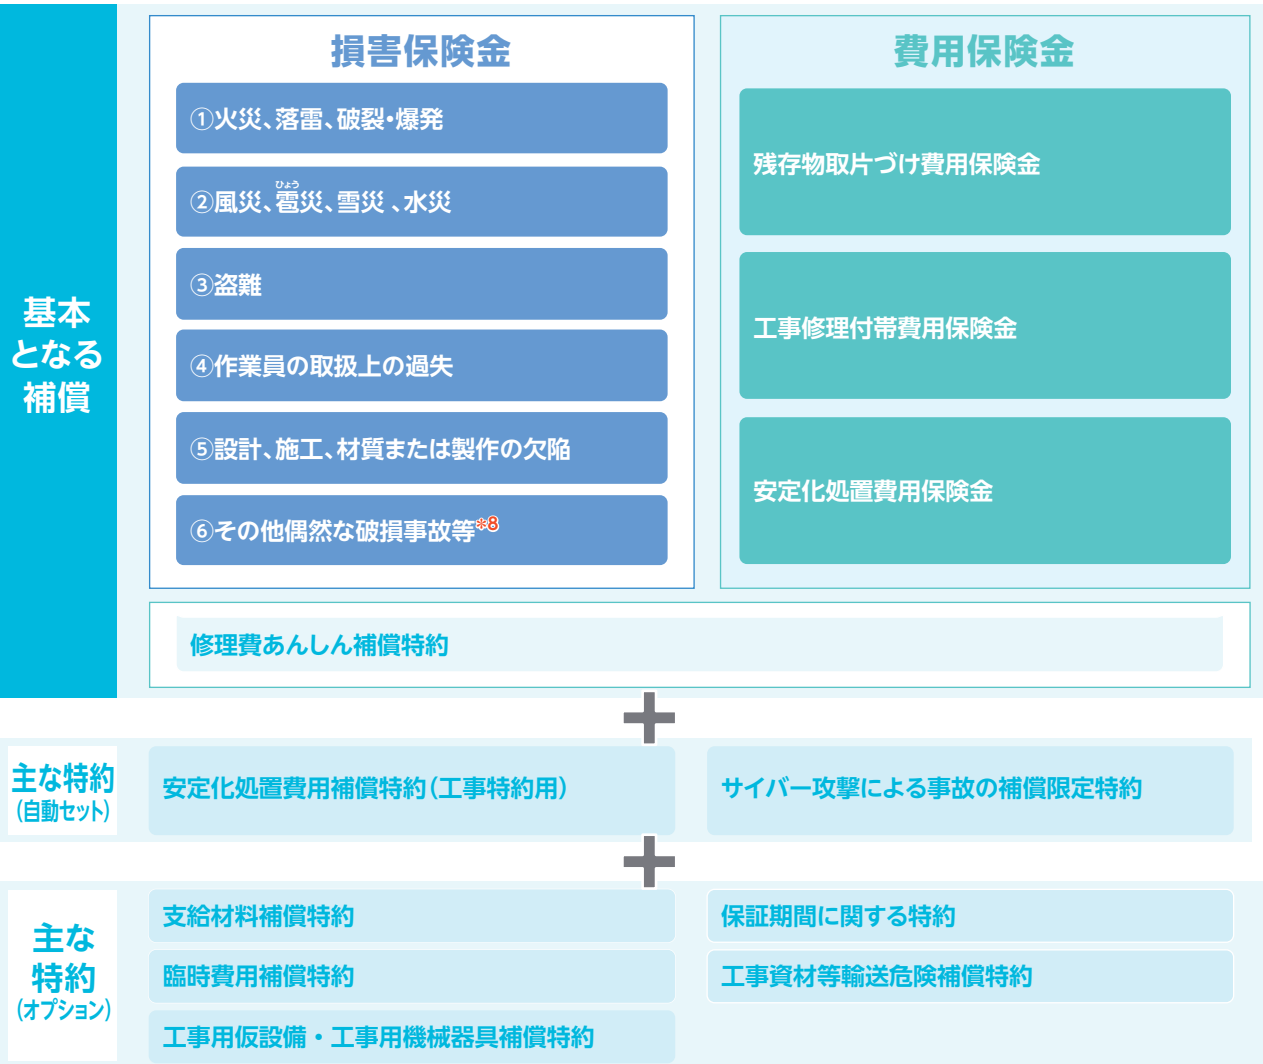 基本
となる
補償
損害保険金
①火災、落雷、破裂・爆発
ひょう
②風災、雹災、雪災、水災
③盗難
④作業員の取扱上の過失
⑤設計、施工、材質または製作の欠陥
⑥その他偶然な破損事故等*8
費用保険金
残存物取片づけ費用保険金
工事修理付帯費用保険金
安定化処置費用保険金
修理費あんしん補償特約
主な特約
(自動セット)
安定化処置費用補償特約(工事特約用)
サイバー攻撃による事故の補償限定特約
主な
特約
(オプション)
支給材料補償特約
保証期間に関する特約
臨時費用補償特約
工事資材等輸送危険補償特約
工事用仮設備・工事用機械器具補償特約